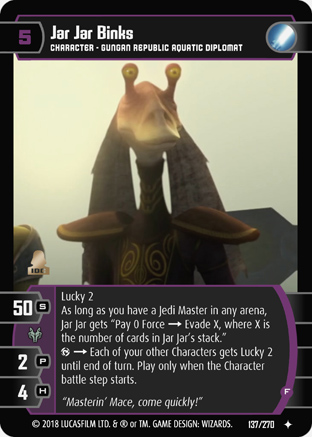 5
Jar Jar Binks
CHARACTER - GUNGAN REPUBLIC AQUATIC DIPLOMAT
50 S
2 P
4 H
Lucky 2
As long as you have a Jedi Master in any arena,
Jar Jar gets “Pay 0 Force → Evade X, where X is
the number of cards in Jar Jar's stack.”
→ Each of your other Characters gets Lucky 2
until end of turn. Play only when the Character
battle step starts.
F
“Masterin' Mace, come quickly!”
© 2018 LUCASFILM LTD. & ® or TM. GAME DESIGN: WIZARDS.
137/270